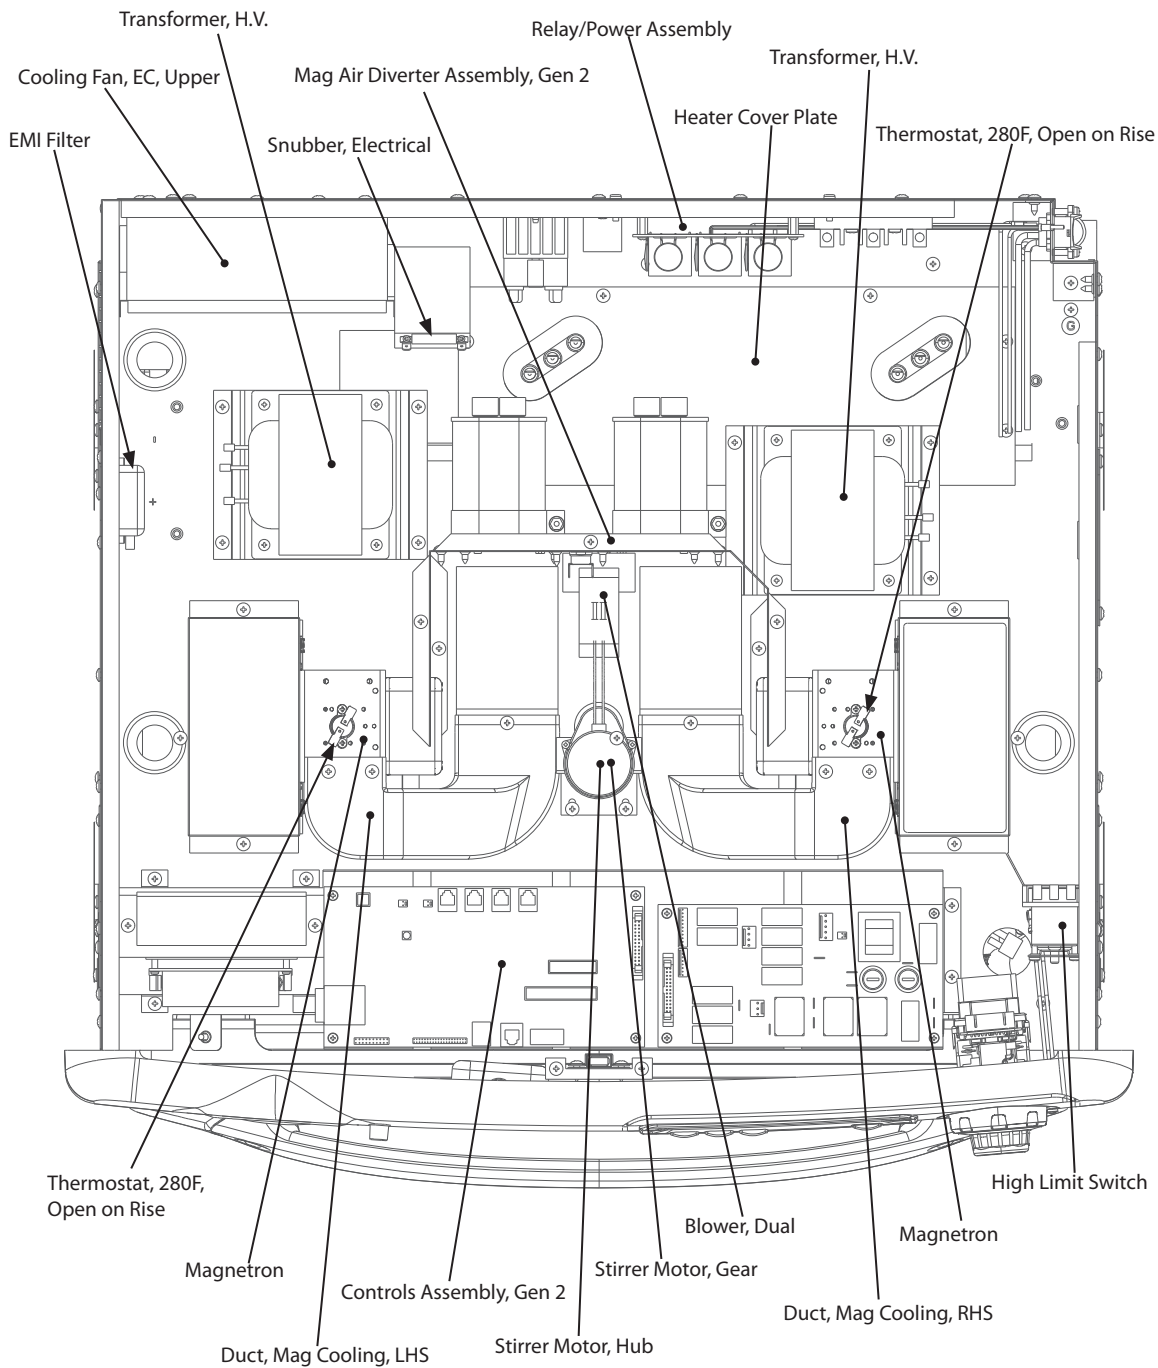 Transformer, H.V.
Relay/Power Assembly
Transformer, H.V.
Cooling Fan, EC, Upper
Mag Air Diverter Assembly, Gen 2
Heater Cover Plate
Thermostat, 280F, Open on Rise
EMI Filter
Snubber, Electrical
G
-
+
Thermostat, 280F,
Open on Rise
High Limit Switch
Blower, Dual
Magnetron
Magnetron
Stirrer Motor, Gear
Controls Assembly, Gen 2
Duct, Mag Cooling, RHS
Stirrer Motor, Hub
Duct, Mag Cooling, LHS